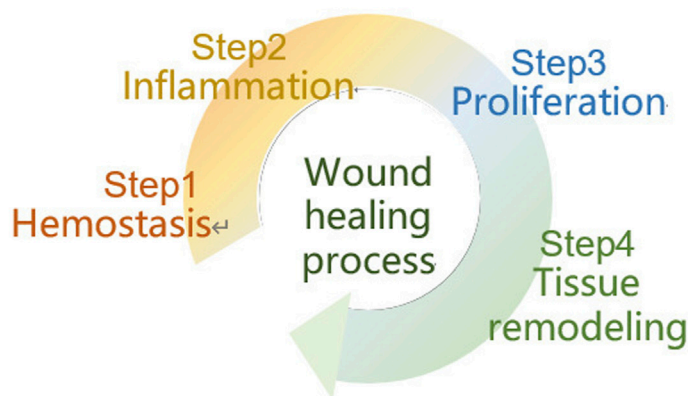 Step1
Hemostasis↵
Step2
Inflammation
Step3
Proliferation
Step4
Tissue
remodeling
Wound
healing
process